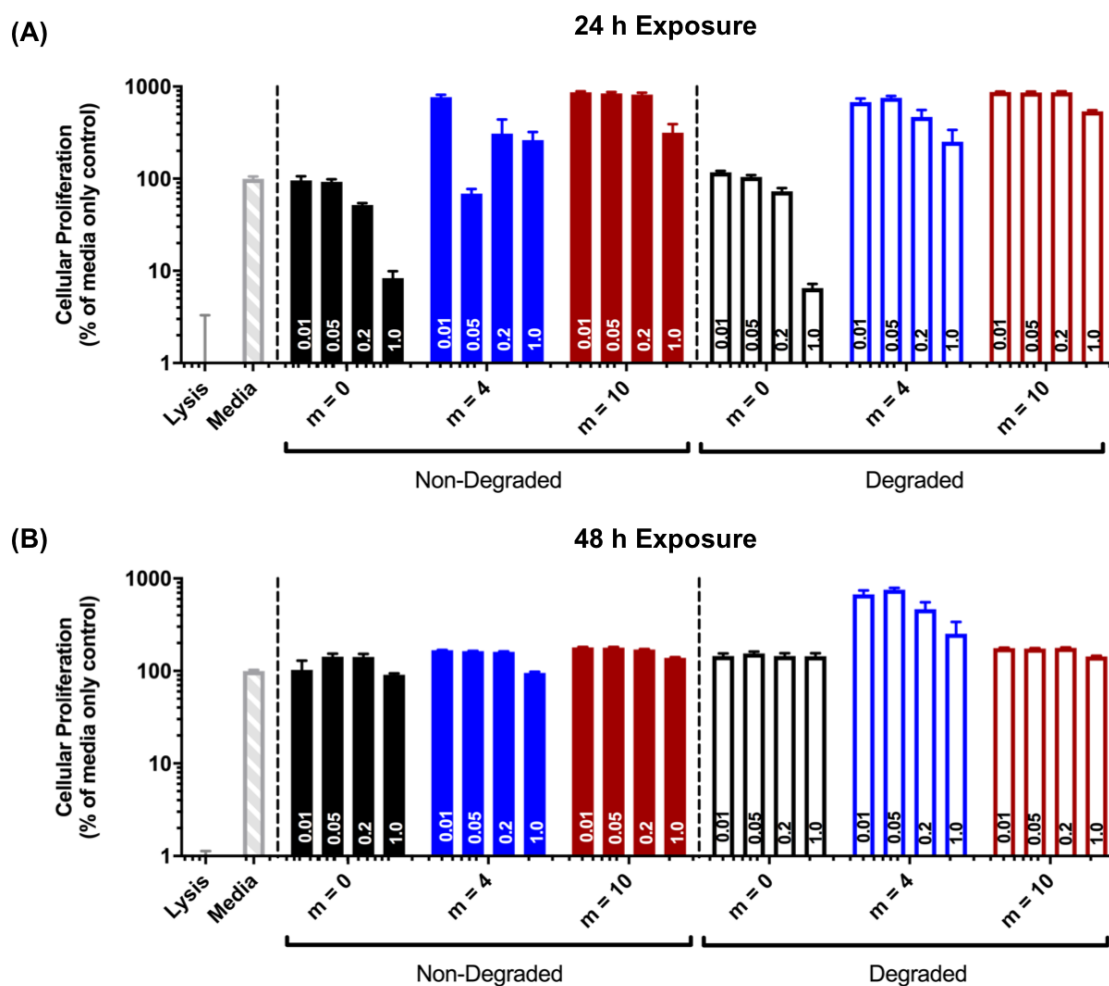 (A)
24 h Exposure
Cellular Proliferation
(% of media only control)
1000
100
10
1
0.01 0.05 0.2 1.0 0.01 0.05 0.2 1.0 0.01 0.05 0.2 1.0 0.01 0.05 0.2 1.0 0.01 0.05 0.2 1.0 0.01 0.05 0.2 1.0
Lysis Media m = 0 m = 4 m = 10 m = 0 m = 4 m = 10
Non-Degraded Degraded
(B)
48 h Exposure
Cellular Proliferation
(% of media only control)
1000
100
10
1
0.01 0.05 0.2 1.0 0.01 0.05 0.2 1.0 0.01 0.05 0.2 1.0 0.01 0.05 0.2 1.0 0.01 0.05 0.2 1.0 0.01 0.05 0.2 1.0
Lysis Media m = 0 m = 4 m = 10 m = 0 m = 4 m = 10
Non-Degraded Degraded